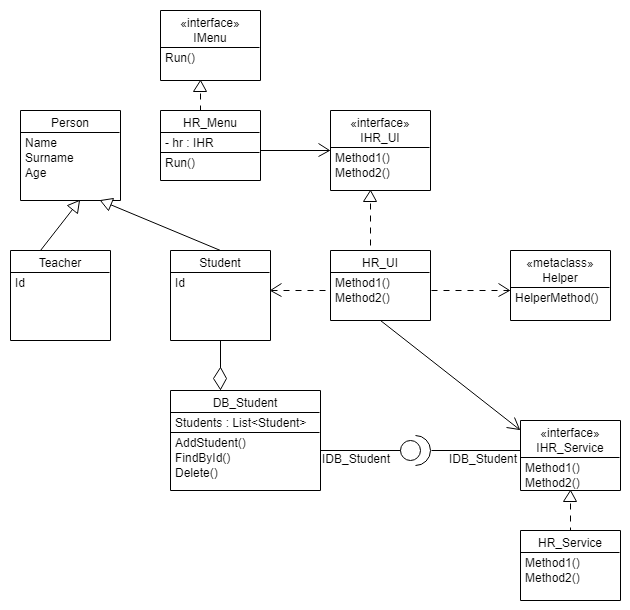 «interface»
IMenu
Run()
HR_Menu
- hr : IHR
Run()
Person
Name
Surname
Age
«interface»
IHR_UI
Method1()
Method2()
Teacher
Id
Student
Id
HR_UI
Method1()
Method2()
«metaclass»
Helper
HelperMethod()
DB_Student
Students : List<Student>
AddStudent()
FindById()
Delete()
IDB_Student
IDB_Student
«interface»
IHR_Service
Method1()
Method2()
HR_Service
Method1()
Method2()